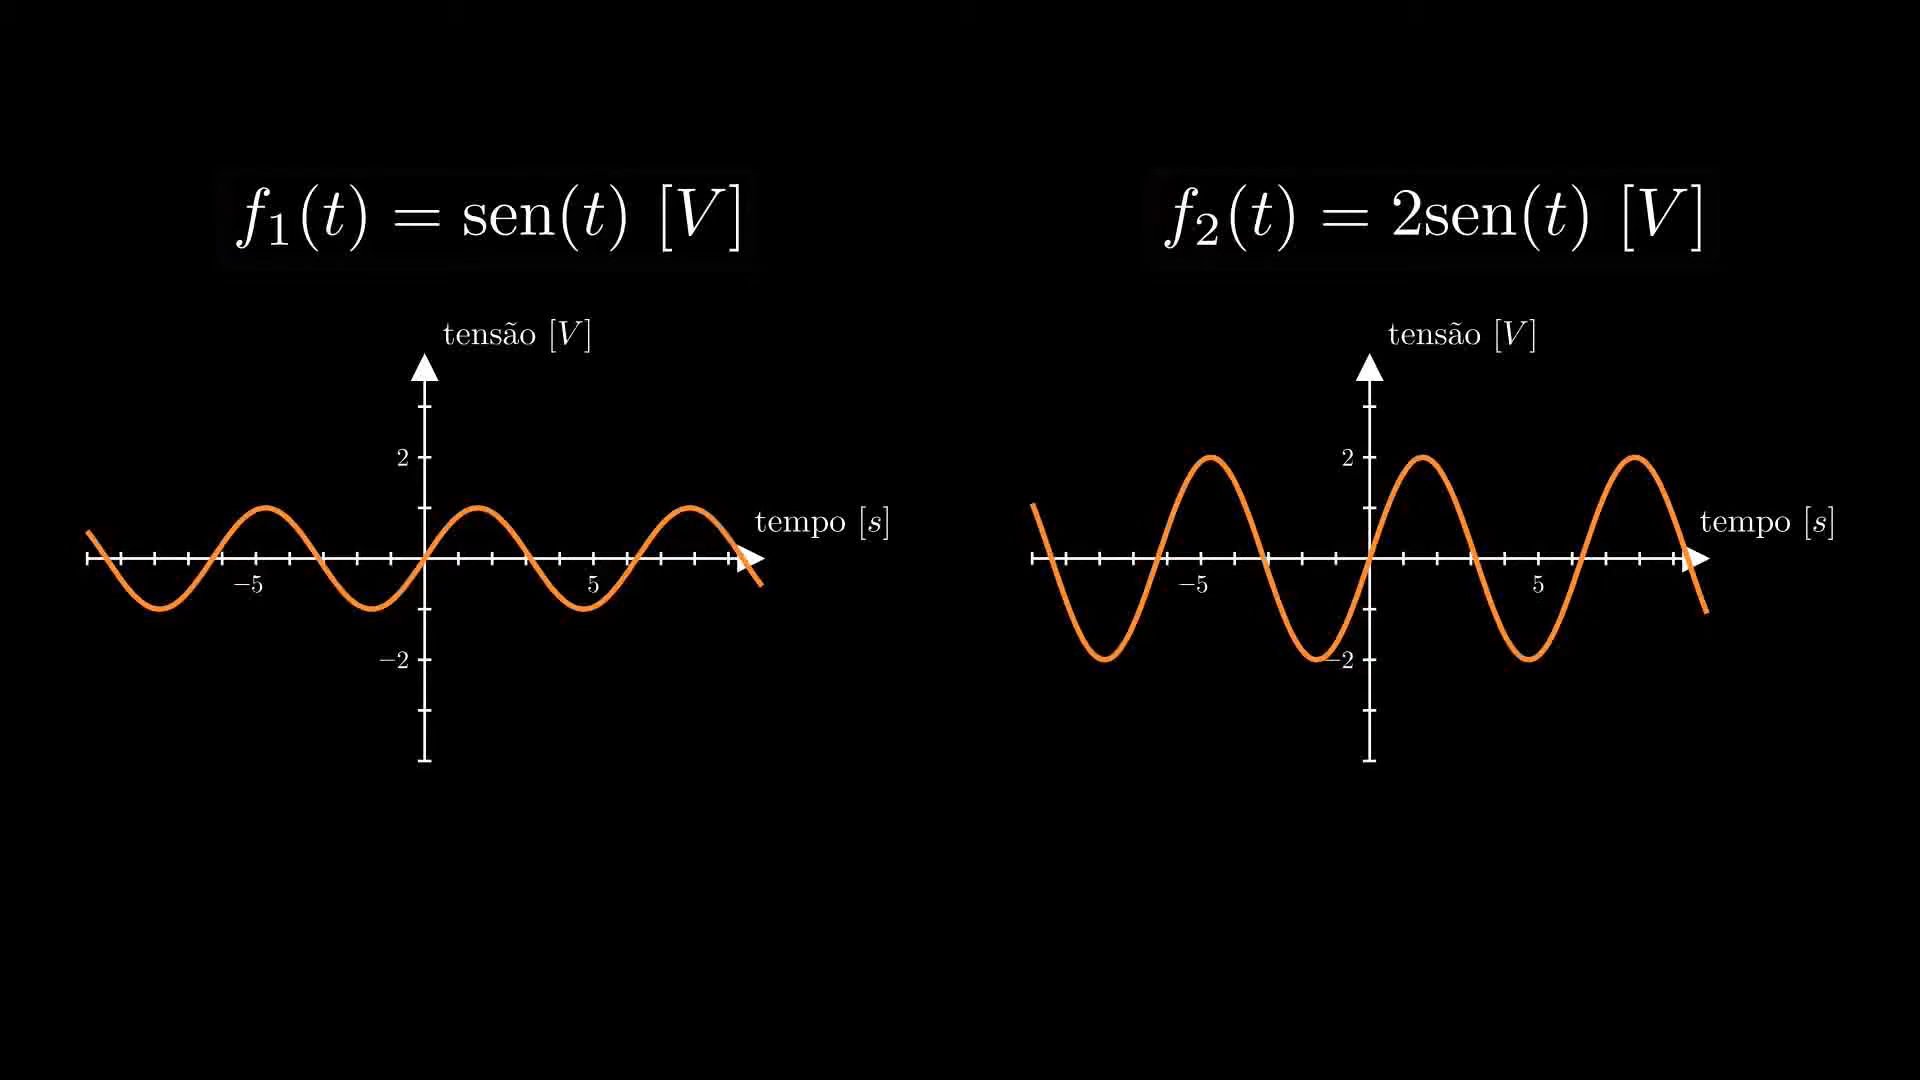 f₁(t) = sen(t) [V]
tensão [V]
2
tempo [s]
−5
5
−2
f₂(t) = 2sen(t) [V]
tensão [V]
2
tempo [s]
−5
5
−2